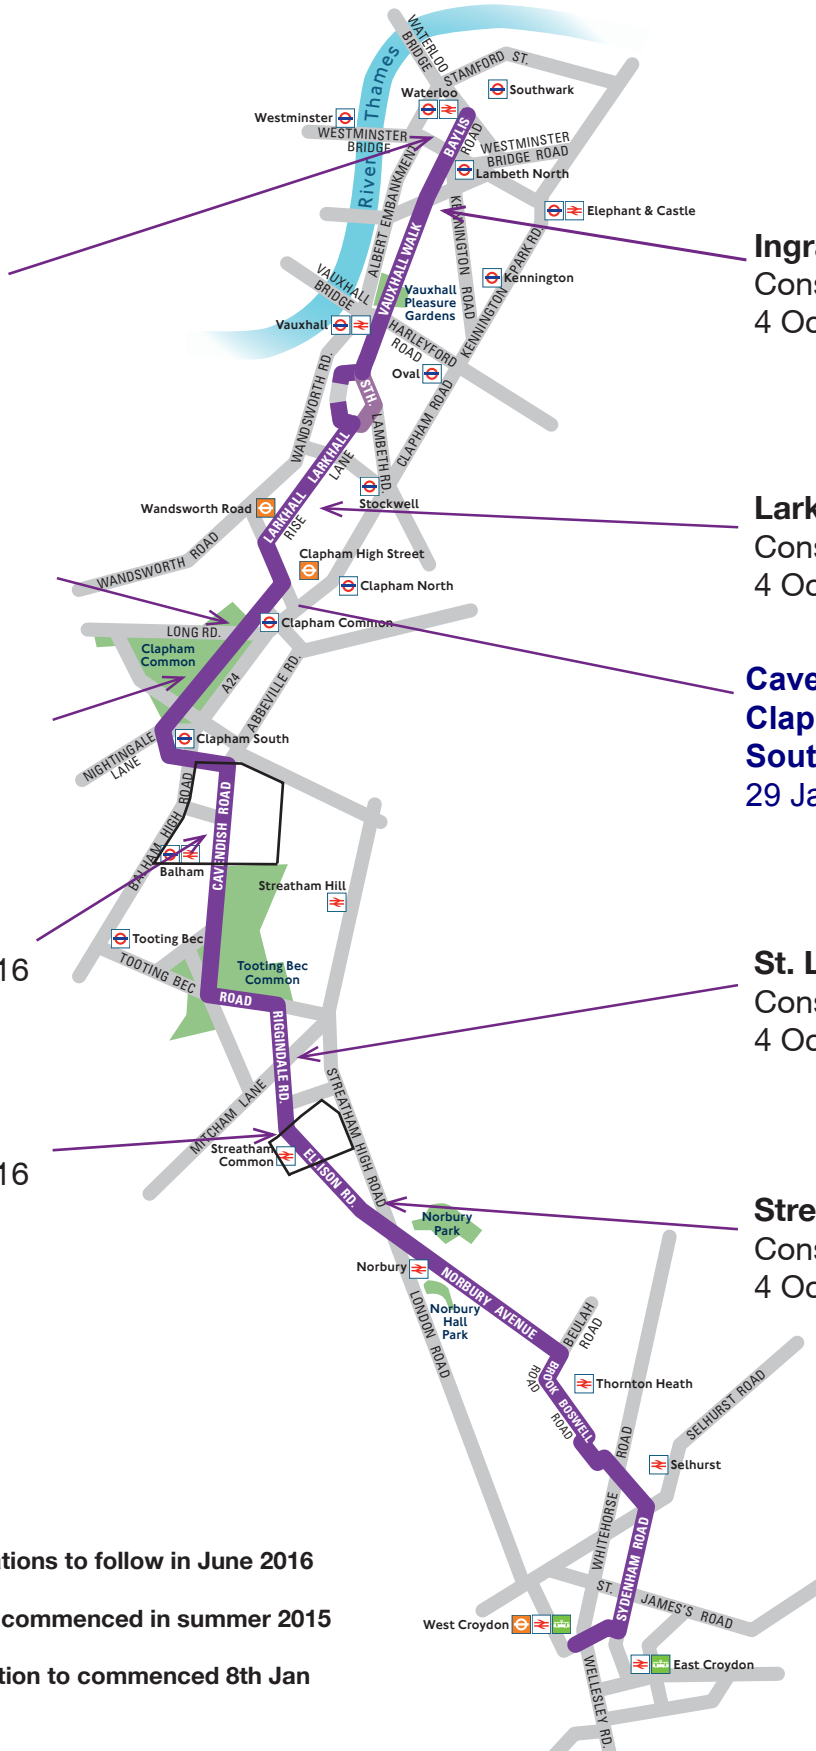 WATERLOO
BRIDGE
STAMFORD ST.
River Thames
Waterloo
Southwark
Westminster
WESTMINSTER
BRIDGE
BAYLIS
ROAD
WESTMINSTER
BRIDGE ROAD
Lambeth North
ALBERT EMBANKMENT
Elephant & Castle
KENNINGTON ROAD
KENNINGTON PARK RD.
VAUXHALL WALK
Ingra
Cons
4 Oc
VAUXHALL
BRIDGE
Kennington
Vauxhall
Pleasure
Gardens
Vauxhall
HARLEYFORD
ROAD
Oval
WANDSWORTH RD.
STH.
LAMBETH RD.
CLAPHAM ROAD
LARKHALL
LANE
Stockwell
Wandsworth Road
LARKHALL
RISE
Lark
Cons
4 Oc
WANDSWORTH ROAD
Clapham High Street
Clapham North
LONG RD.
Clapham Common
Clapham
Common
A24
ABBEVILLE RD.
Cave
Clap
Sout
29 Ja
NIGHTINGALE
LANE
Clapham South
BALHAM HIGH ROAD
CAVENDISH ROAD
Balham
Streatham Hill
Tooting Bec
16
TOOTING BEC
ROAD
Tooting Bec
Common
St. L
Cons
4 Oc
RIGGINDALE RD.
MITCHAM LANE
STREATHAM HIGH ROAD
Streatham
Common
16
ELLISON RD.
Stre
Cons
4 Oc
Norbury
Park
Norbury
NORBURY AVENUE
Norbury
Hall
Park
LONDON ROAD
BEULAH
ROAD
BROOK
ROAD
Thornton Heath
BOSWELL
ROAD
SELHURST ROAD
Selhurst
WHITEHORSE ROAD
SYDENHAM ROAD
tions to follow in June 2016
ST. JAMES'S ROAD
commenced in summer 2015
West Croydon
East Croydon
tion to commenced 8th Jan
WELLESLEY RD.